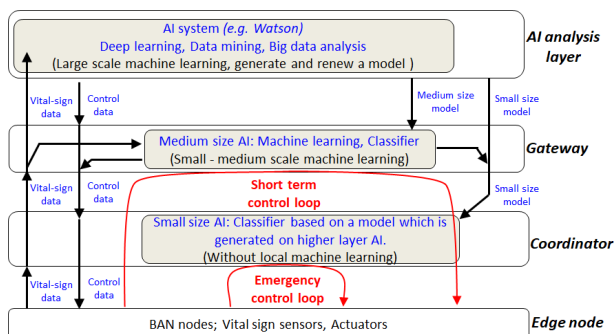 AI system (e.g. Watson)
Deep learning, Data mining, Big data analysis
(Large scale machine learning, generate and renew a model )
AI analysis
layer
Vital-sign
data
Control
data
Medium size
model
Small size
model
Medium size AI: Machine learning, Classifier
(Small - medium scale machine learning)
Gateway
Vital-sign
data
Control
data
Short term
control loop
Small size
model
Small size AI: Classifier based on a model which is
generated on higher layer AI.
(Without local machine learning)
Coordinator
Vital-sign
data
Control
data
Emergency
control loop
BAN nodes; Vital sign sensors, Actuators
Edge node